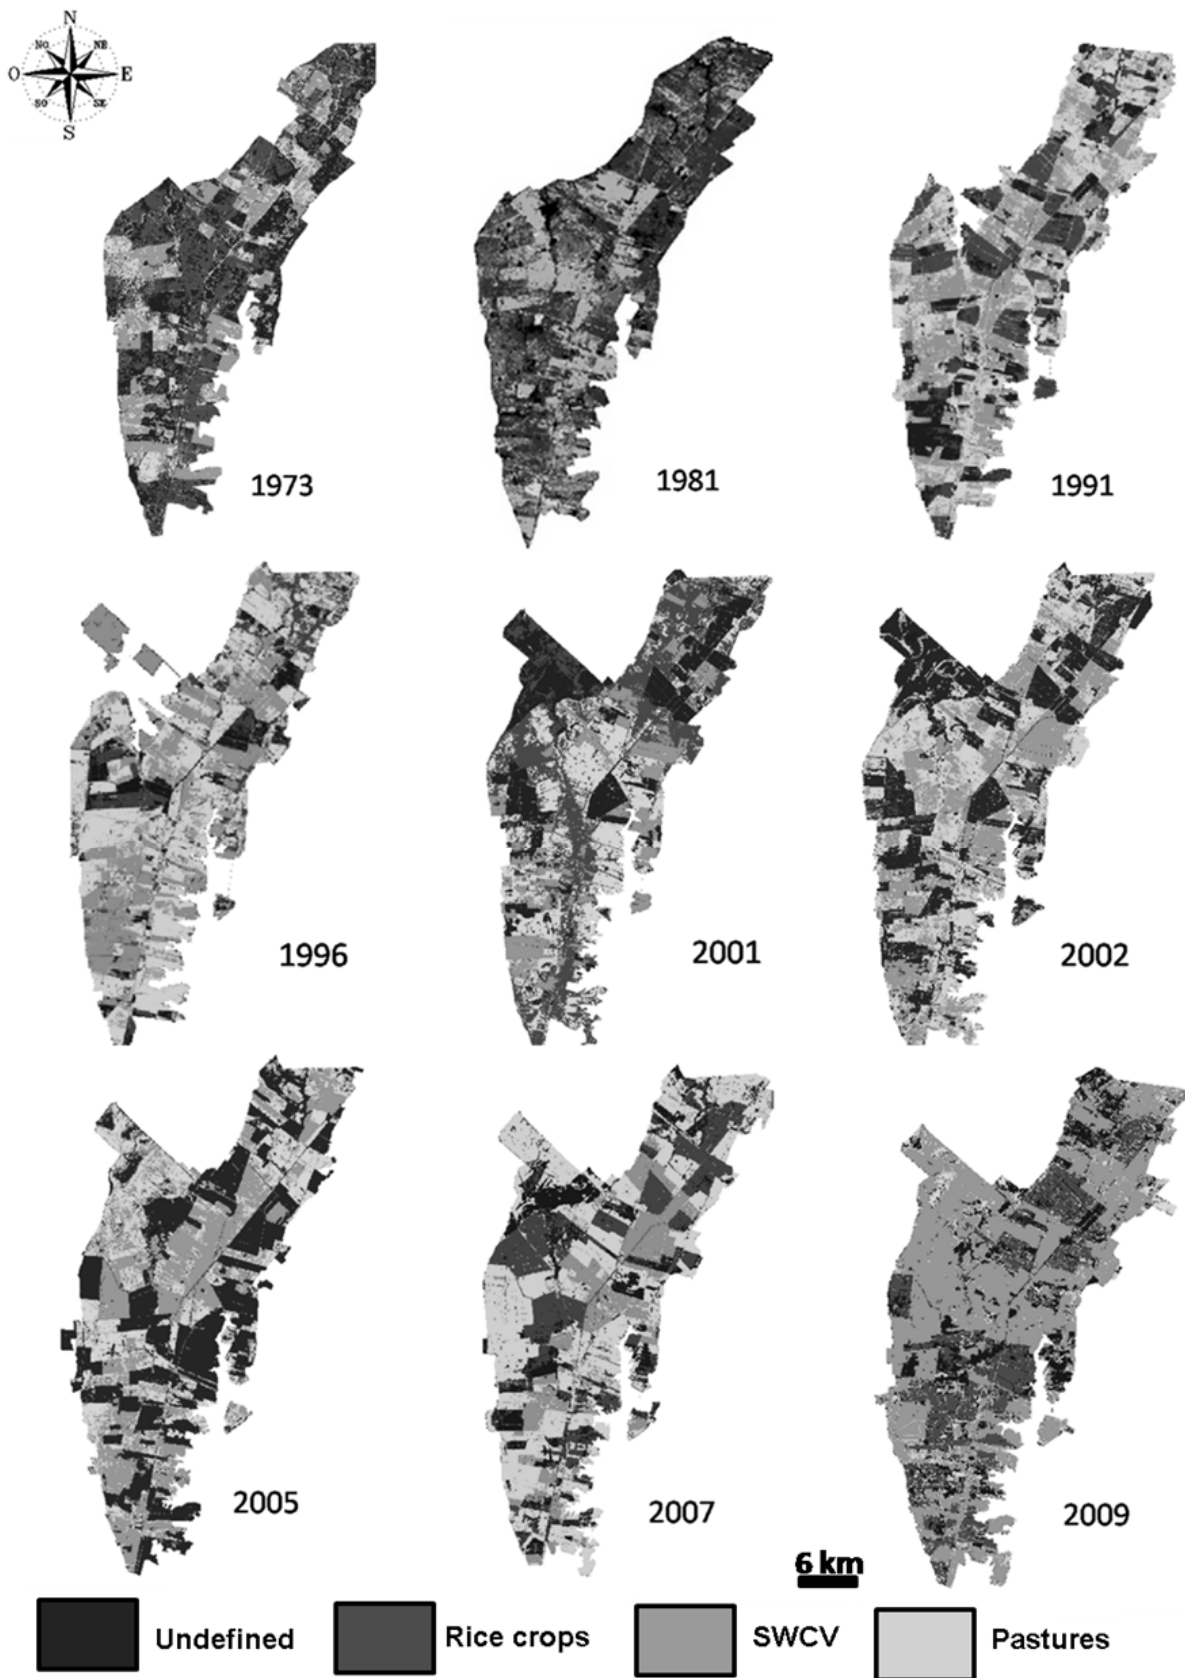 N
NO NE
O E
SO SE
S
1973
1981
1991
1996
2001
2002
2005
2007
2009
6 km
Undefined
Rice crops
SWCV
Pastures